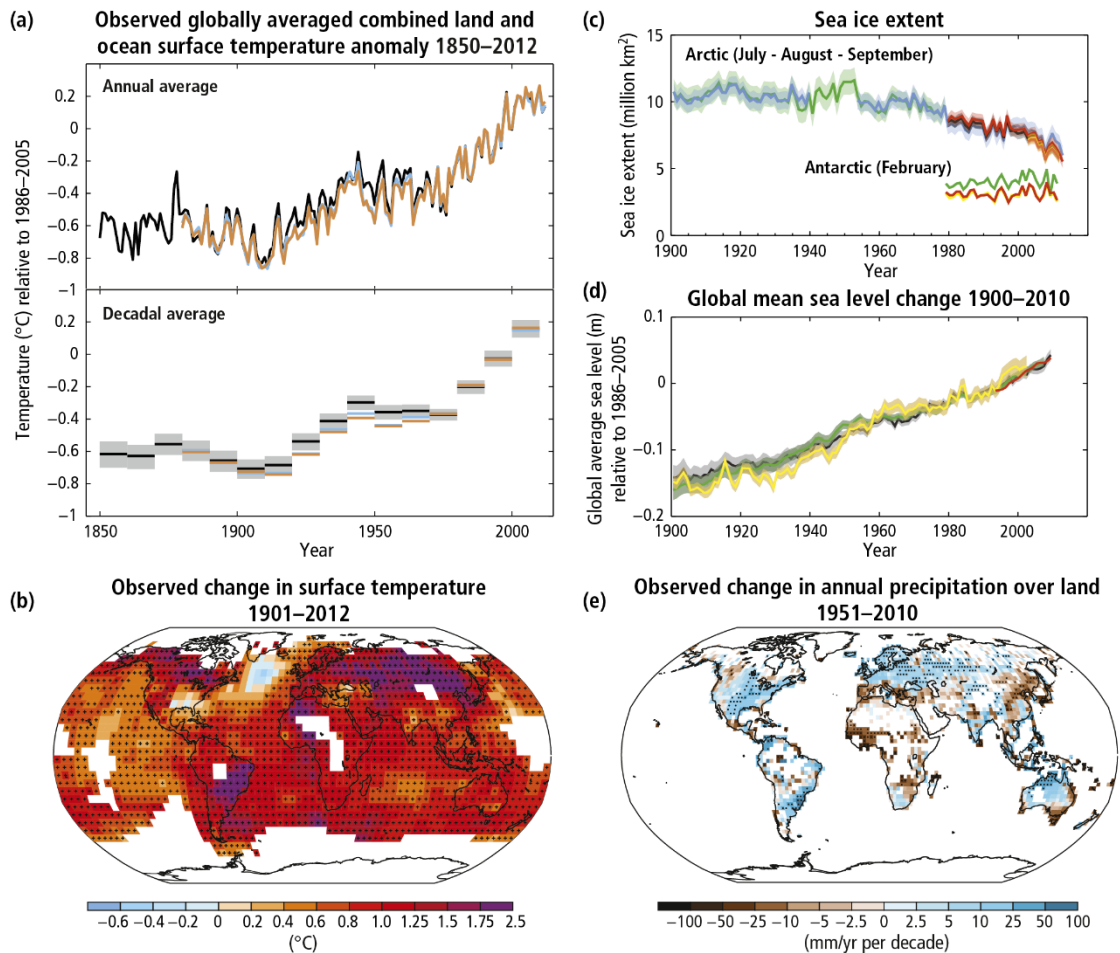 (a)
Observed globally averaged combined land and
ocean surface temperature anomaly 1850–2012
Annual average
0.2
0
−0.2
−0.4
−0.6
−0.8
−1
Decadal average
0.2
0
−0.2
−0.4
−0.6
−0.8
−1
Temperature (°C) relative to 1986–2005
1850
1900
1950
2000
Year
(c)
Sea ice extent
Arctic (July - August - September)
Antarctic (February)
15
10
5
0
Sea ice extent (million km²)
1900
1920
1940
1960
1980
2000
Year
(d)
Global mean sea level change 1900–2010
0.1
0
−0.1
−0.2
Global average sea level (m)
relative to 1986–2005
1900
1920
1940
1960
1980
2000
Year
(b)
Observed change in surface temperature
1901–2012
−0.6 −0.4 −0.2 0 0.2 0.4 0.6 0.8 1.0 1.25 1.5 1.75 2.5
(°C)
(e)
Observed change in annual precipitation over land
1951–2010
−100 −50 −25 −10 −5 −2.5 0 2.5 5 10 25 50 100
(mm/yr per decade)